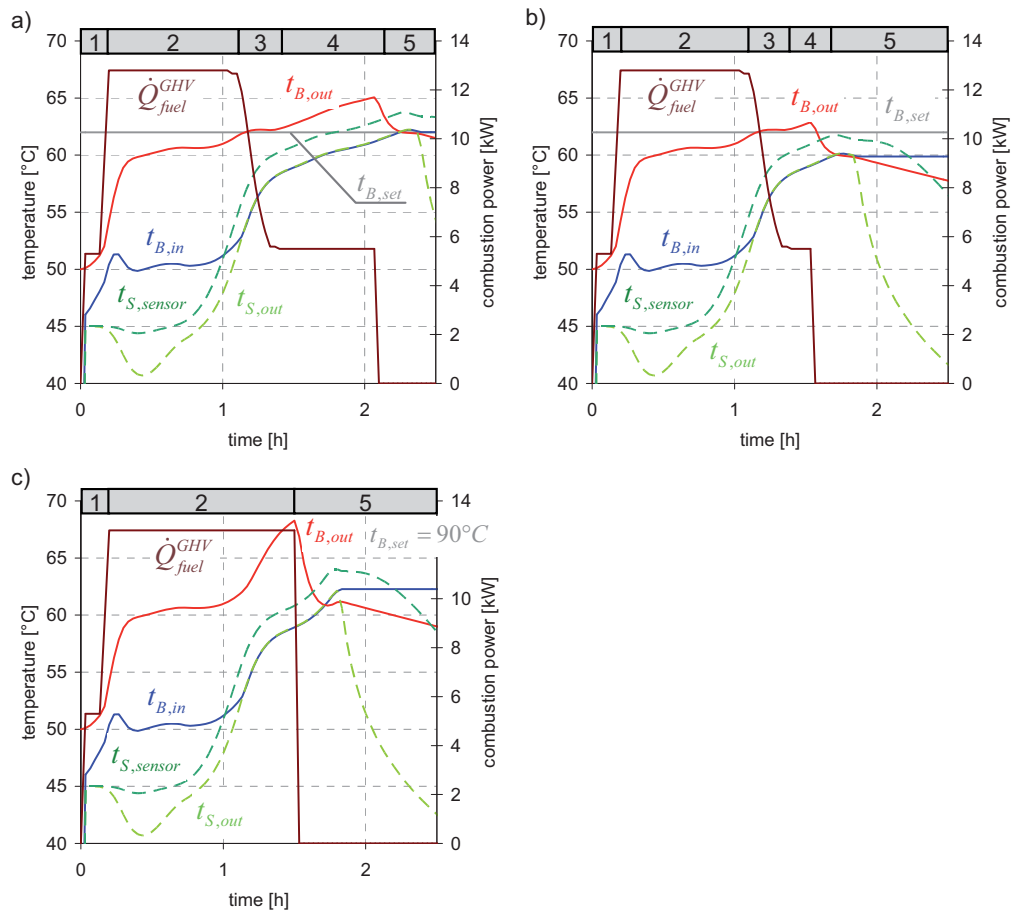 a)
1 2 3 4 5
70 65 60 55 50 45 40
temperature [°C]
14 12 10 8 6 4 2 0
combustion power [kW]
Q̇ GHV fuel
t B,out
t B,set
t B,in
t S,sensor
t S,out
0 1 2
time [h]
b)
1 2 3 4 5
70 65 60 55 50 45 40
temperature [°C]
14 12 10 8 6 4 2 0
combustion power [kW]
Q̇ GHV fuel
t B,out
t B,set
t B,in
t S,sensor
t S,out
0 1 2
time [h]
c)
1 2 5
70 65 60 55 50 45 40
temperature [°C]
14 12 10 8 6 4 2 0
combustion power [kW]
Q̇ GHV fuel
t B,out
t B,set = 90°C
t B,in
t S,sensor
t S,out
0 1 2
time [h]